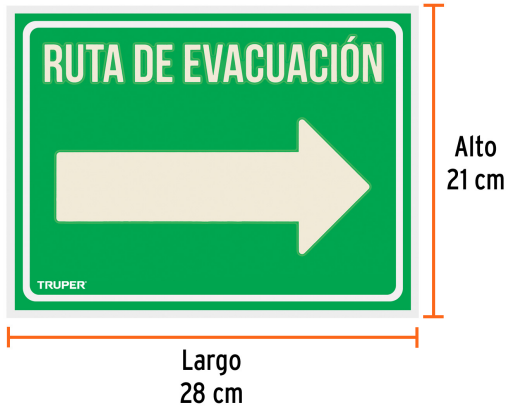 RUTA DE EVACUACIÓN
Alto
21 cm
TRUPER
Largo
28 cm